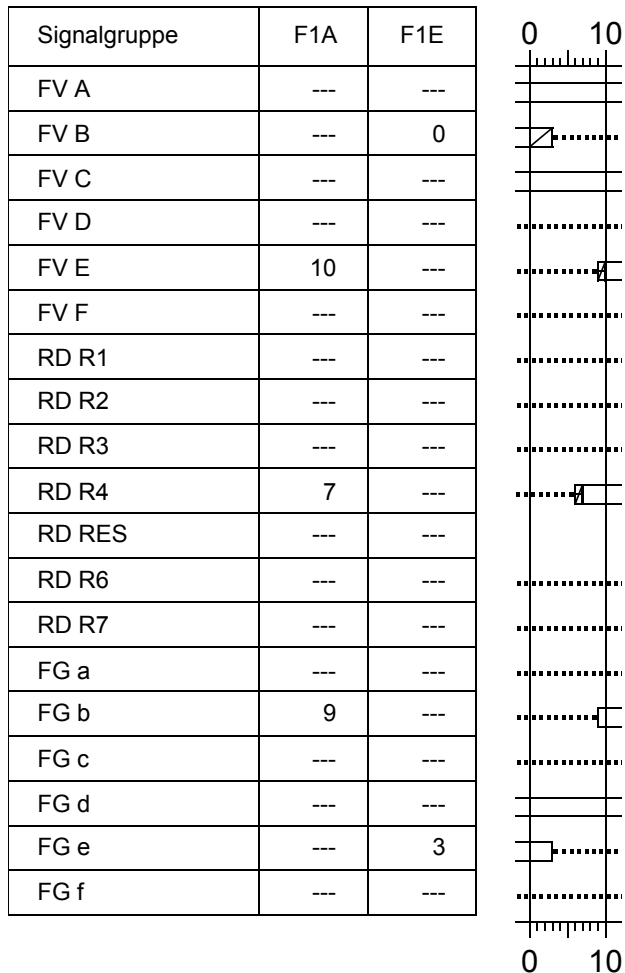 Signalgruppe F1A F1E 0 10
FV A --- ---
FV B --- 0
FV C --- ---
FV D --- ---
FV E 10 ---
FV F --- ---
RD R1 --- ---
RD R2 --- ---
RD R3 --- ---
RD R4 7 ---
RD RES --- ---
RD R6 --- ---
RD R7 --- ---
FG a --- ---
FG b 9 ---
FG c --- ---
FG d --- ---
FG e --- 3
FG f --- ---
0 10